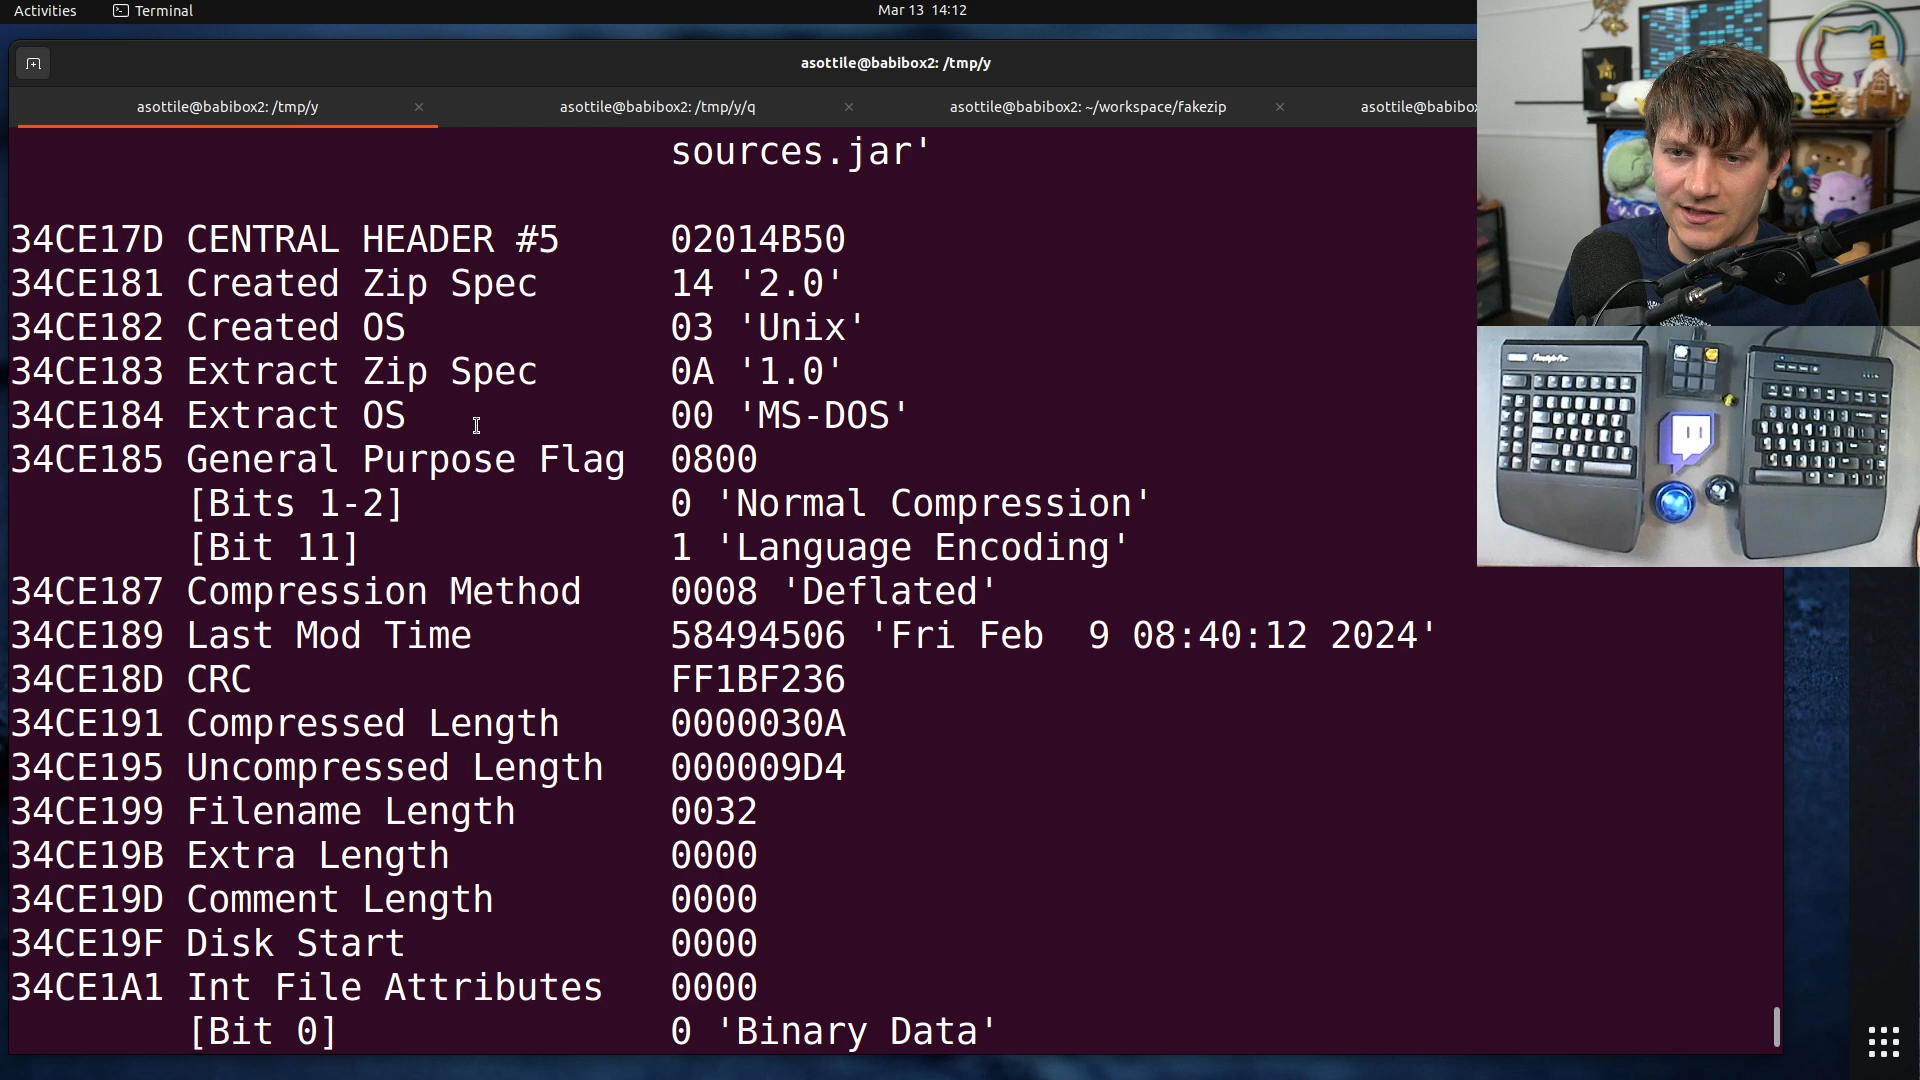 Activities
Terminal
Mar 13 14:12
asottile@babibox2: /tmp/y
asottile@babibox2: /tmp/y ×
asottile@babibox2: /tmp/y/q ×
asottile@babibox2: ~/workspace/fakezip ×
asottile@babibox
sources.jar'
34CE17D CENTRAL HEADER #5 02014B50
34CE181 Created Zip Spec 14 '2.0'
34CE182 Created OS 03 'Unix'
34CE183 Extract Zip Spec 0A '1.0'
34CE184 Extract OS 00 'MS-DOS'
34CE185 General Purpose Flag 0800
[Bits 1-2] 0 'Normal Compression'
[Bit 11] 1 'Language Encoding'
34CE187 Compression Method 0008 'Deflated'
34CE189 Last Mod Time 58494506 'Fri Feb  9 08:40:12 2024'
34CE18D CRC FF1BF236
34CE191 Compressed Length 0000030A
34CE195 Uncompressed Length 000009D4
34CE199 Filename Length 0032
34CE19B Extra Length 0000
34CE19D Comment Length 0000
34CE19F Disk Start 0000
34CE1A1 Int File Attributes 0000
[Bit 0] 0 'Binary Data'